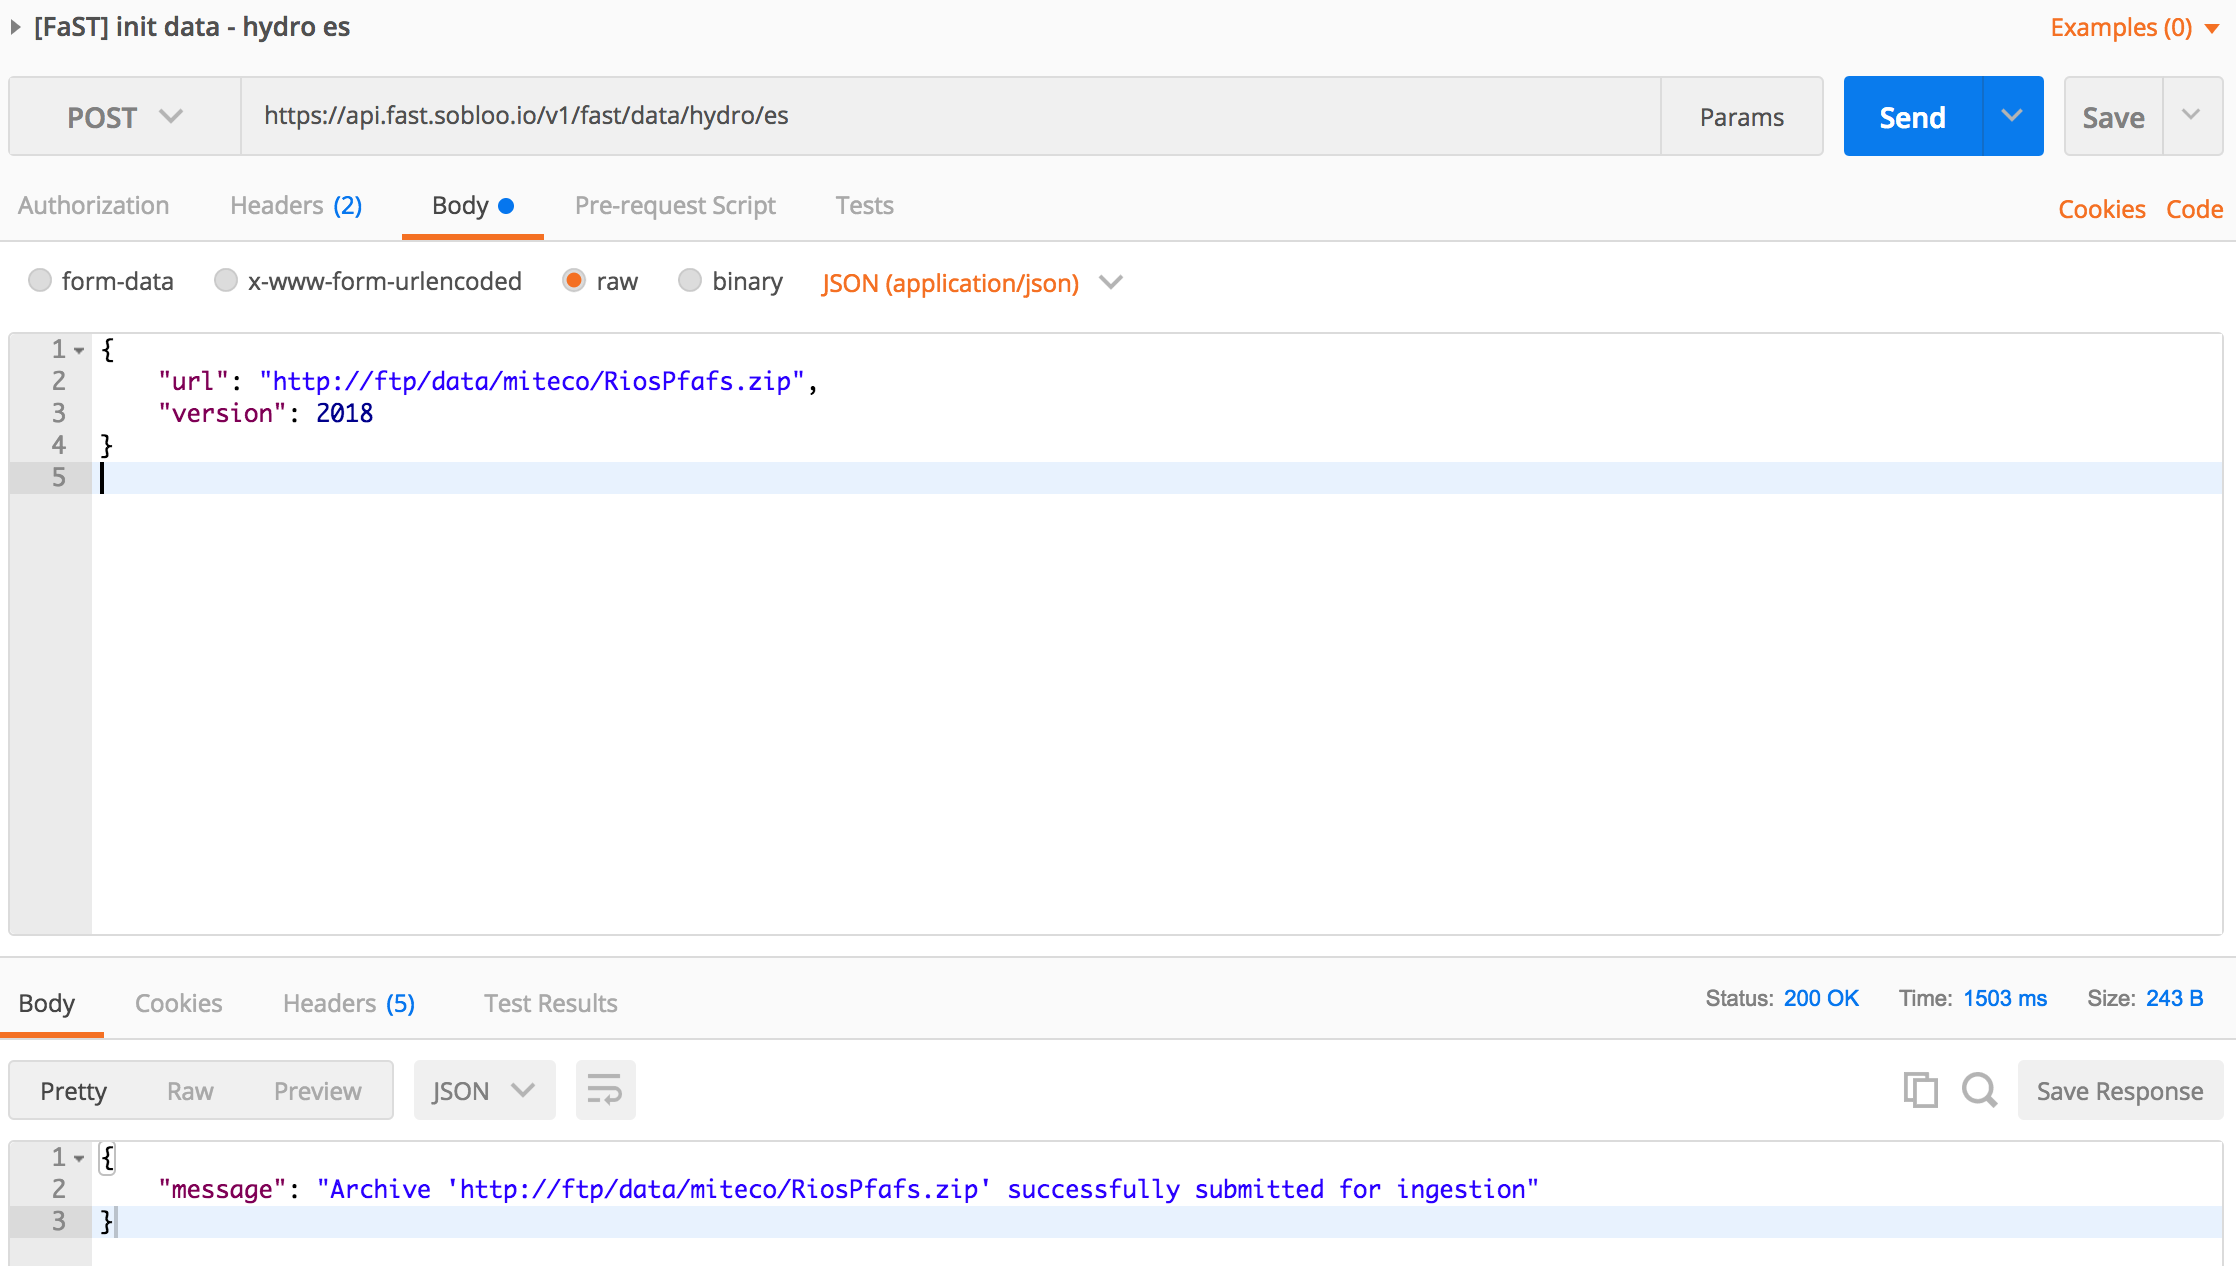 [FaST] init data - hydro es
Examples (0)
POST
https://api.fast.sobloo.io/v1/fast/data/hydro/es
Params
Send
Save
Authorization
Headers (2)
Body
Pre-request Script
Tests
Cookies
Code
form-data
x-www-form-urlencoded
raw
binary
JSON (application/json)
1 {
2 "url": "http://ftp/data/miteco/RiosPfafs.zip",
3 "version": 2018
4 }
5
Body
Cookies
Headers (5)
Test Results
Status: 200 OK
Time: 1503 ms
Size: 243 B
Pretty
Raw
Preview
JSON
Save Response
1 {
2 "message": "Archive 'http://ftp/data/miteco/RiosPfafs.zip' successfully submitted for ingestion"
3 }